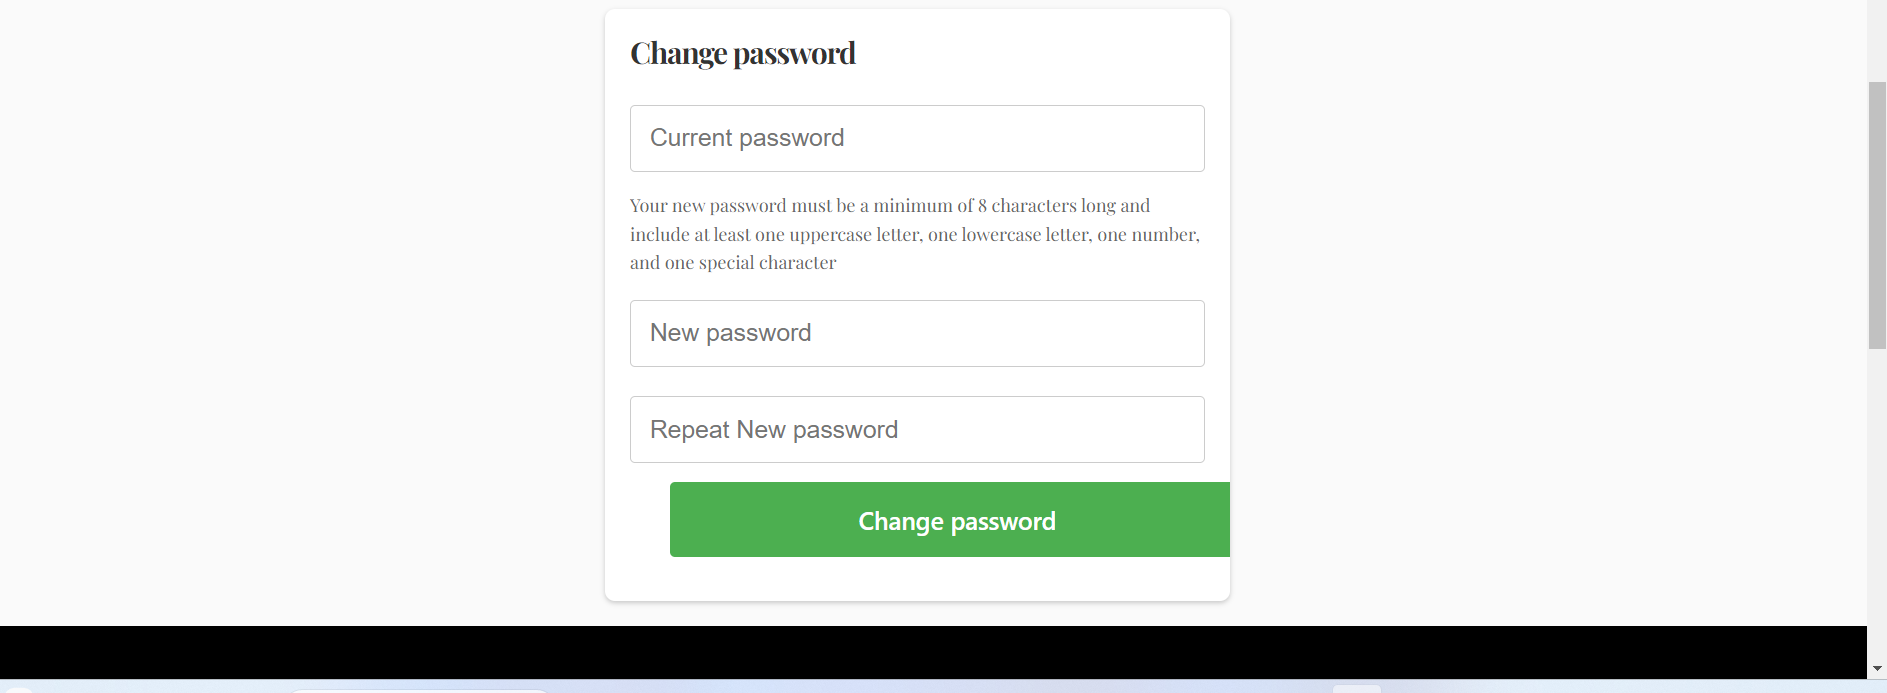 Change password
Current password
Your new password must be a minimum of 8 characters long and
include at least one uppercase letter, one lowercase letter, one number,
and one special character
New password
Repeat New password
Change password